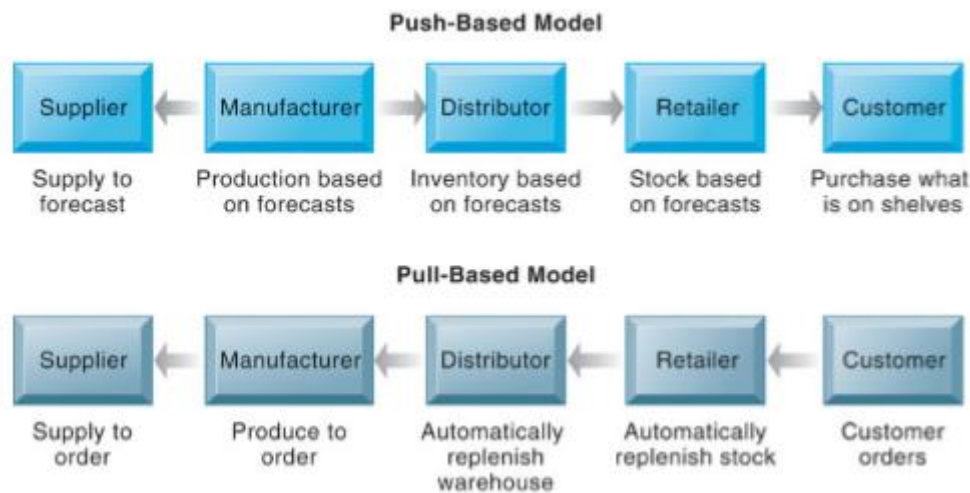 Push-Based Model
Supplier
Manufacturer
Distributor
Retailer
Customer
Supply to
forecast
Production based
on forecasts
Inventory based
on forecasts
Stock based
on forecasts
Purchase what
is on shelves
Pull-Based Model
Supplier
Manufacturer
Distributor
Retailer
Customer
Supply to
order
Produce to
order
Automatically
replenish
warehouse
Automatically
replenish stock
Customer
orders